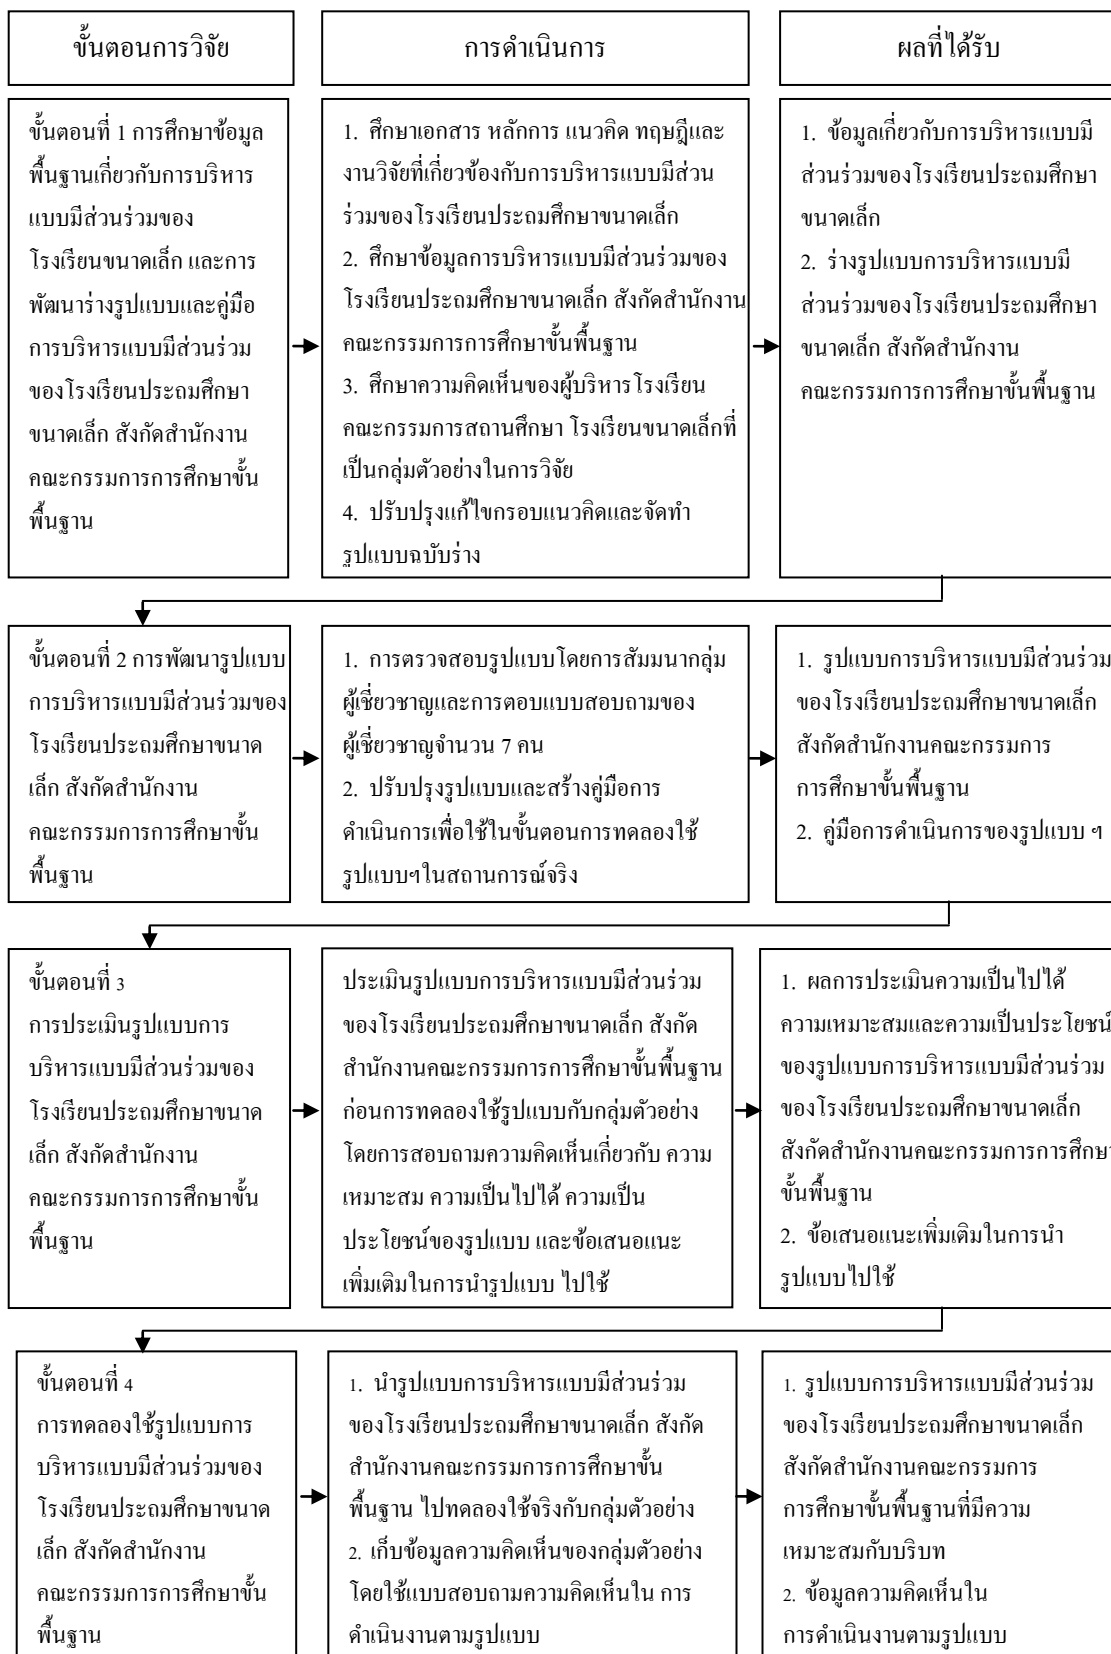 ขั้นตอนการวิจัย
การดำเนินการ
ผลที่ได้รับ
ขั้นตอนที่ 1 การศึกษาข้อมูล
พื้นฐานเกี่ยวกับการบริหาร
แบบมีส่วนร่วมของ
โรงเรียนขนาดเล็ก และการ
พัฒนาร่างรูปแบบและคู่มือ
การบริหารแบบมีส่วนร่วม
ของโรงเรียนประถมศึกษา
ขนาดเล็ก สังกัดสำนักงาน
คณะกรรมการการศึกษาขั้น
พื้นฐาน
1. ศึกษาเอกสาร หลักการ แนวคิด ทฤษฎีและ
งานวิจัยที่เกี่ยวข้องกับการบริหารแบบมีส่วน
ร่วมของโรงเรียนประถมศึกษาขนาดเล็ก
2. ศึกษาข้อมูลการบริหารแบบมีส่วนร่วมของ
โรงเรียนประถมศึกษาขนาดเล็ก สังกัดสำนักงาน
คณะกรรมการการศึกษาขั้นพื้นฐาน
3. ศึกษาความคิดเห็นของผู้บริหารโรงเรียน
คณะกรรมการสถานศึกษา โรงเรียนขนาดเล็กที่
เป็นกลุ่มตัวอย่างในการวิจัย
4. ปรับปรุงแก้ไขกรอบแนวคิดและจัดทำ
รูปแบบฉบับร่าง
1. ข้อมูลเกี่ยวกับการบริหารแบบมี
ส่วนร่วมของโรงเรียนประถมศึกษา
ขนาดเล็ก
2. ร่างรูปแบบการบริหารแบบมี
ส่วนร่วมของโรงเรียนประถมศึกษา
ขนาดเล็ก สังกัดสำนักงาน
คณะกรรมการการศึกษาขั้นพื้นฐาน
ขั้นตอนที่ 2 การพัฒนารูปแบบ
การบริหารแบบมีส่วนร่วมของ
โรงเรียนประถมศึกษาขนาด
เล็ก สังกัดสำนักงาน
คณะกรรมการการศึกษาขั้น
พื้นฐาน
1. การตรวจสอบรูปแบบโดยการสัมมนากลุ่ม
ผู้เชี่ยวชาญและการตอบแบบสอบถามของ
ผู้เชี่ยวชาญจำนวน 7 คน
2. ปรับปรุงรูปแบบและสร้างคู่มือการ
ดำเนินการเพื่อใช้ในขั้นตอนการทดลองใช้
รูปแบบฯในสถานการณ์จริง
1. รูปแบบการบริหารแบบมีส่วนร่วม
ของโรงเรียนประถมศึกษาขนาดเล็ก
สังกัดสำนักงานคณะกรรมการ
การศึกษาขั้นพื้นฐาน
2. คู่มือการดำเนินการของรูปแบบ ฯ
ขั้นตอนที่ 3
การประเมินรูปแบบการ
บริหารแบบมีส่วนร่วมของ
โรงเรียนประถมศึกษาขนาด
เล็ก สังกัดสำนักงาน
คณะกรรมการการศึกษาขั้น
พื้นฐาน
ประเมินรูปแบบการบริหารแบบมีส่วนร่วม
ของโรงเรียนประถมศึกษาขนาดเล็ก สังกัด
สำนักงานคณะกรรมการการศึกษาขั้นพื้นฐาน
ก่อนการทดลองใช้รูปแบบกับกลุ่มตัวอย่าง
โดยการสอบถามความคิดเห็นเกี่ยวกับ ความ
เหมาะสม ความเป็นไปได้ ความเป็น
ประโยชน์ของรูปแบบ และข้อเสนอแนะ
เพิ่มเติมในการนำรูปแบบ ไปใช้
1. ผลการประเมินความเป็นไปได้
ความเหมาะสมและความเป็นประโยชน์
ของรูปแบบการบริหารแบบมีส่วนร่วม
ของโรงเรียนประถมศึกษาขนาดเล็ก
สังกัดสำนักงานคณะกรรมการการศึกษา
ขั้นพื้นฐาน
2. ข้อเสนอแนะเพิ่มเติมในการนำ
รูปแบบไปใช้
ขั้นตอนที่ 4
การทดลองใช้รูปแบบการ
บริหารแบบมีส่วนร่วมของ
โรงเรียนประถมศึกษาขนาด
เล็ก สังกัดสำนักงาน
คณะกรรมการการศึกษาขั้น
พื้นฐาน
1. นำรูปแบบการบริหารแบบมีส่วนร่วม
ของโรงเรียนประถมศึกษาขนาดเล็ก สังกัด
สำนักงานคณะกรรมการการศึกษาขั้น
พื้นฐาน ไปทดลองใช้จริงกับกลุ่มตัวอย่าง
2. เก็บข้อมูลความคิดเห็นของกลุ่มตัวอย่าง
โดยใช้แบบสอบถามความคิดเห็นใน การ
ดำเนินงานตามรูปแบบ
1. รูปแบบการบริหารแบบมีส่วนร่วม
ของโรงเรียนประถมศึกษาขนาดเล็ก
สังกัดสำนักงานคณะกรรมการ
การศึกษาขั้นพื้นฐานที่มีความ
เหมาะสมกับบริบท
2. ข้อมูลความคิดเห็นใน
การดำเนินงานตามรูปแบบ